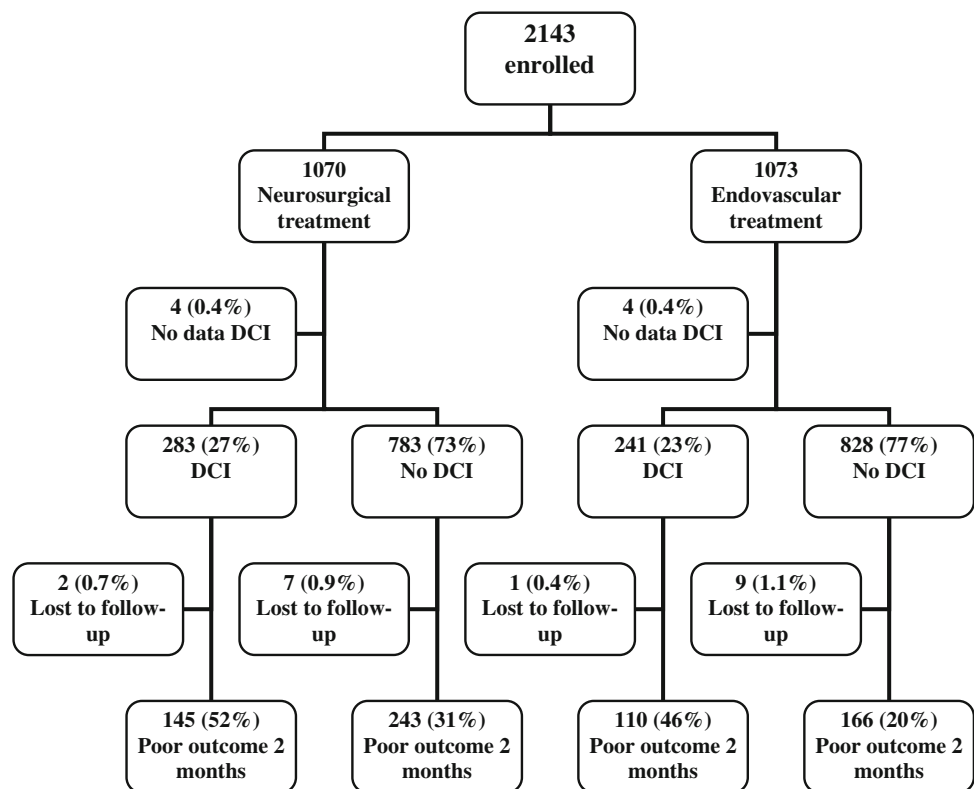 2143
enrolled
1070
Neurosurgical
treatment
1073
Endovascular
treatment
4 (0.4%)
No data DCI
4 (0.4%)
No data DCI
283 (27%)
DCI
783 (73%)
No DCI
241 (23%)
DCI
828 (77%)
No DCI
2 (0.7%)
Lost to follow-
up
7 (0.9%)
Lost to follow-
up
1 (0.4%)
Lost to follow-
up
9 (1.1%)
Lost to follow-
up
145 (52%)
Poor outcome 2
months
243 (31%)
Poor outcome 2
months
110 (46%)
Poor outcome 2
months
166 (20%)
Poor outcome 2
months